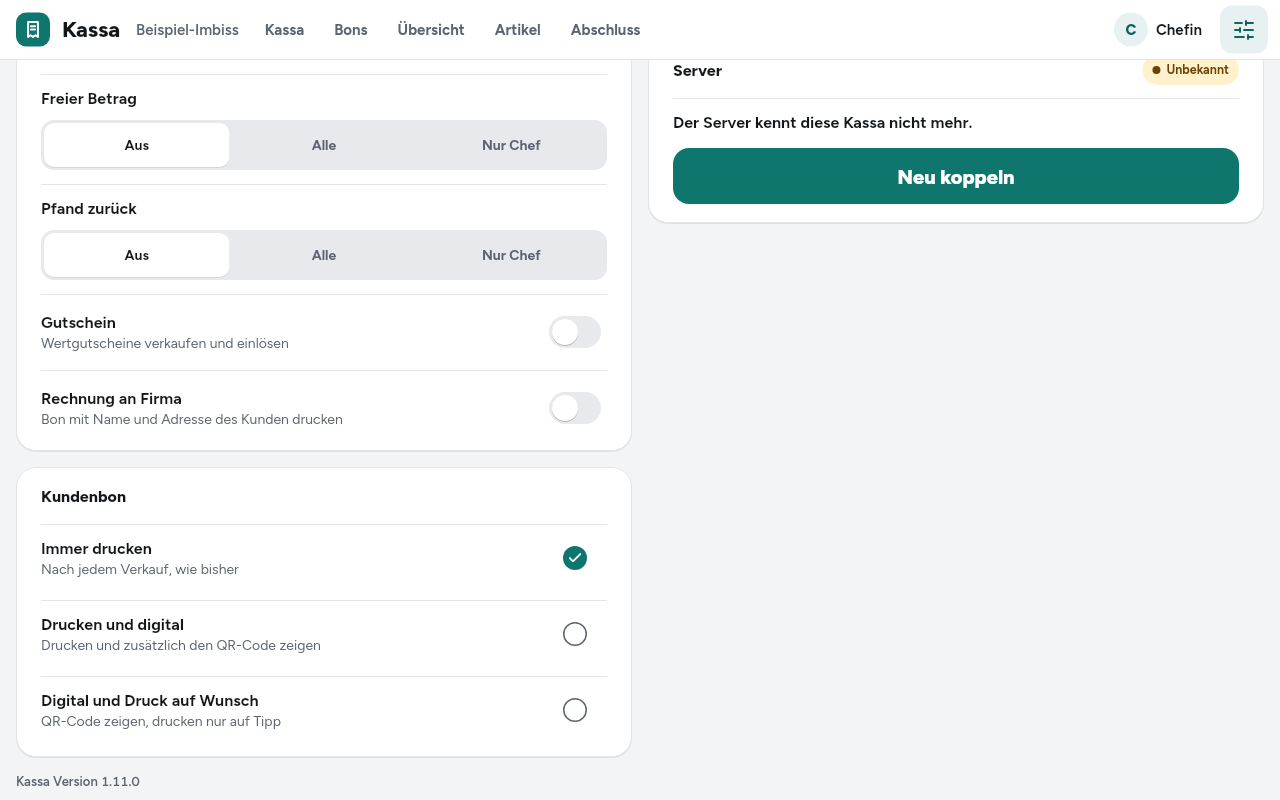 Kassa
Beispiel-Imbiss
Kassa
Bons
Übersicht
Artikel
Abschluss
C
Chefin
Freier Betrag
Aus
Alle
Nur Chef
Pfand zurück
Aus
Alle
Nur Chef
Gutschein
Wertgutscheine verkaufen und einlösen
Rechnung an Firma
Bon mit Name und Adresse des Kunden drucken
Kundenbon
Immer drucken
Nach jedem Verkauf, wie bisher
Drucken und digital
Drucken und zusätzlich den QR-Code zeigen
Digital und Druck auf Wunsch
QR-Code zeigen, drucken nur auf Tipp
Kassa Version 1.11.0
Server
Unbekannt
Der Server kennt diese Kassa nicht mehr.
Neu koppeln